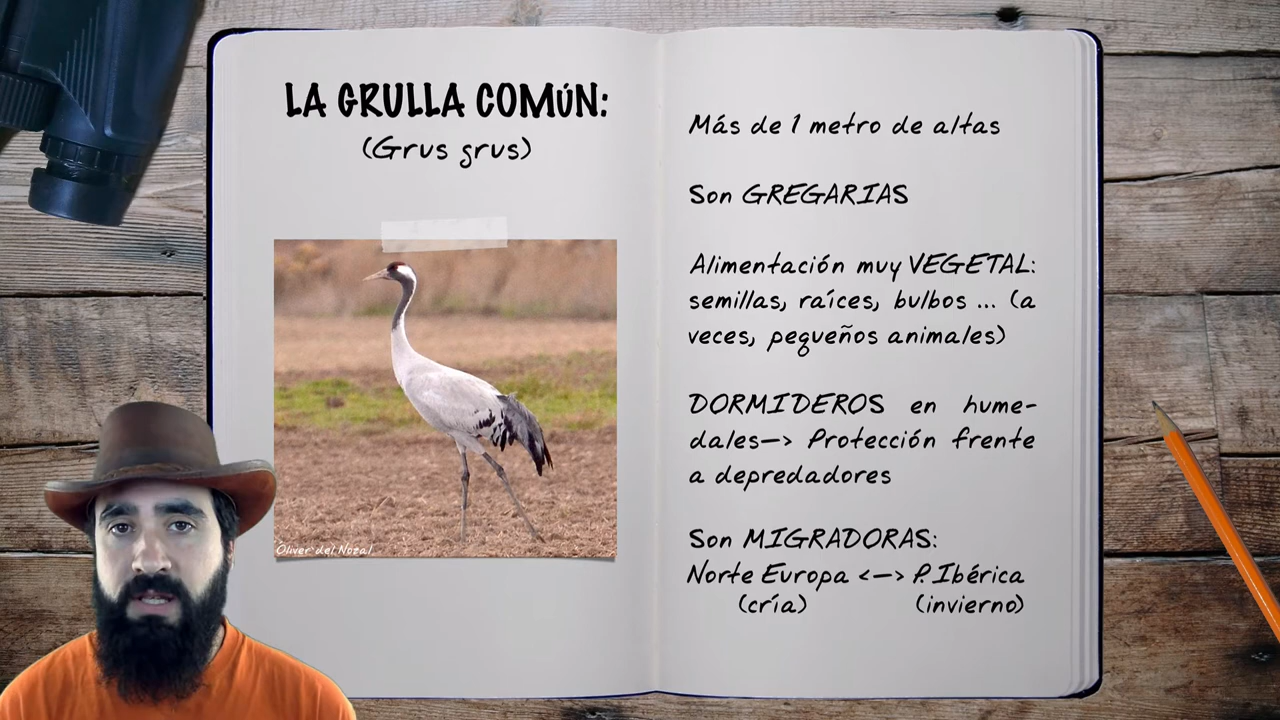 LA GRULLA COMÚN:
(Grus grus)
Oliver del Nozal
Más de 1 metro de altas
Son GREGARIAS
Alimentación muy VEGETAL:
semillas, raíces, bulbos ... (a
veces, pequeños animales)
DORMIDEROS en hume-
dales—> Protección frente
a depredadores
Son MIGRADORAS:
Norte Europa <—> P.Ibérica
(cría) (invierno)